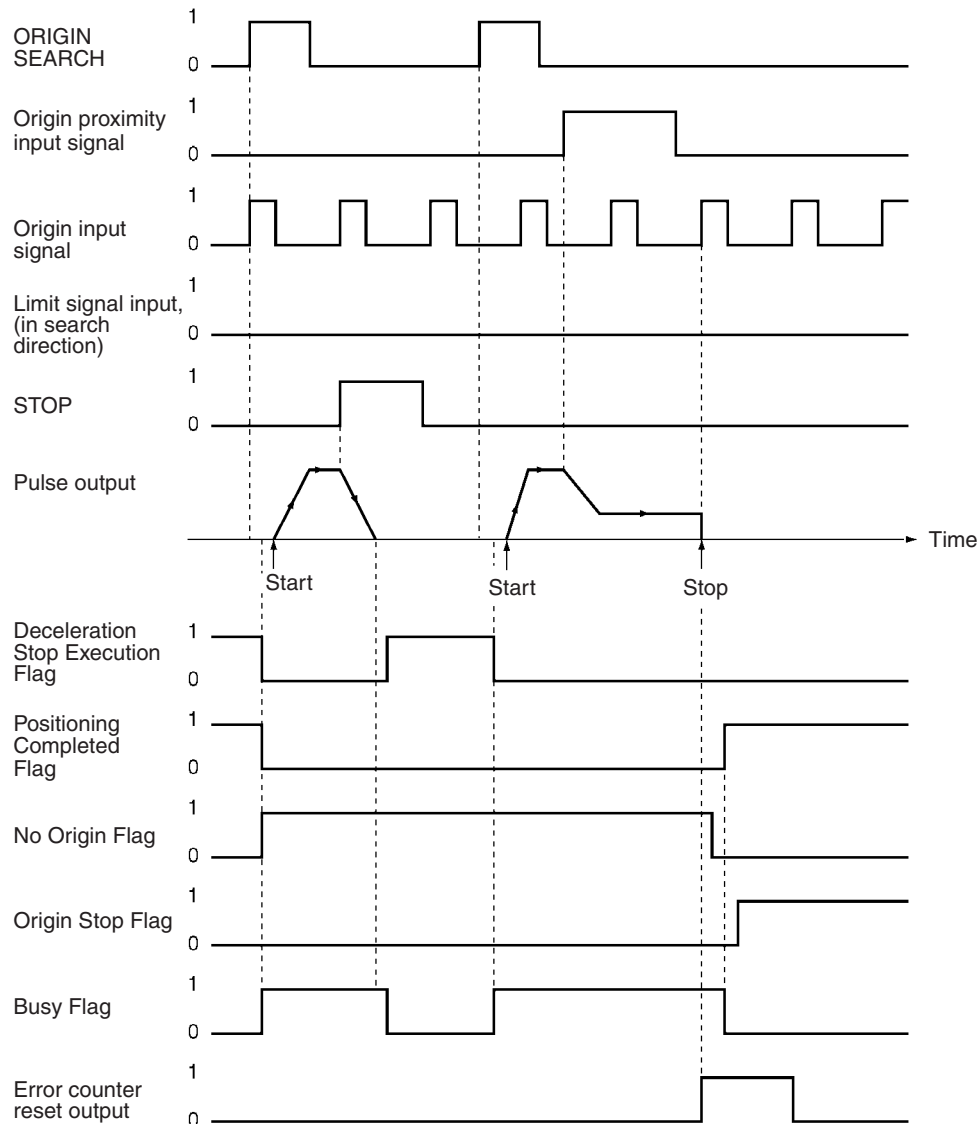 1
ORIGIN
SEARCH
0
1
Origin proximity
input signal
0
1
Origin input
signal
0
1
Limit signal input,
(in search
direction)
0
1
STOP
0
Pulse output
Time
Start
Start
Stop
Deceleration
Stop Execution
Flag
1
0
Positioning
Completed
Flag
1
0
1
No Origin Flag
0
1
Origin Stop Flag
0
1
Busy Flag
0
1
Error counter
reset output
0